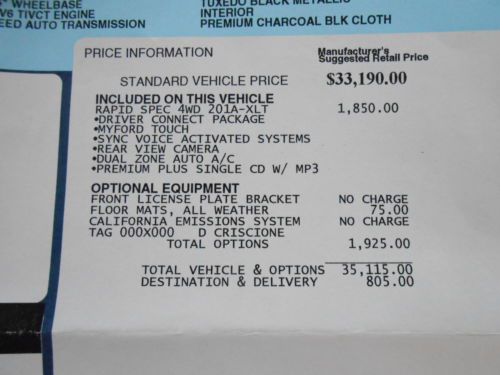 " WHEELBASE
V6 TIVCT ENGINE
EED AUTO TRANSMISSION
TUXEDO BLACK METALLIC
INTERIOR
PREMIUM CHARCOAL BLK CLOTH
PRICE INFORMATION
Manufacturer's
Suggested Retail Price
STANDARD VEHICLE PRICE $33,190.00
INCLUDED ON THIS VEHICLE
RAPID SPEC 4WD 201A-XLT 1,850.00
•DRIVER CONNECT PACKAGE
•MYFORD TOUCH
•SYNC VOICE ACTIVATED SYSTEMS
•REAR VIEW CAMERA
•DUAL ZONE AUTO A/C
•PREMIUM PLUS SINGLE CD W/ MP3
OPTIONAL EQUIPMENT
FRONT LICENSE PLATE BRACKET NO CHARGE
FLOOR MATS, ALL WEATHER 75.00
CALIFORNIA EMISSIONS SYSTEM NO CHARGE
TAG 000X000 D CRISCIONE
TOTAL OPTIONS 1,925.00
TOTAL VEHICLE & OPTIONS 35,115.00
DESTINATION & DELIVERY 805.00